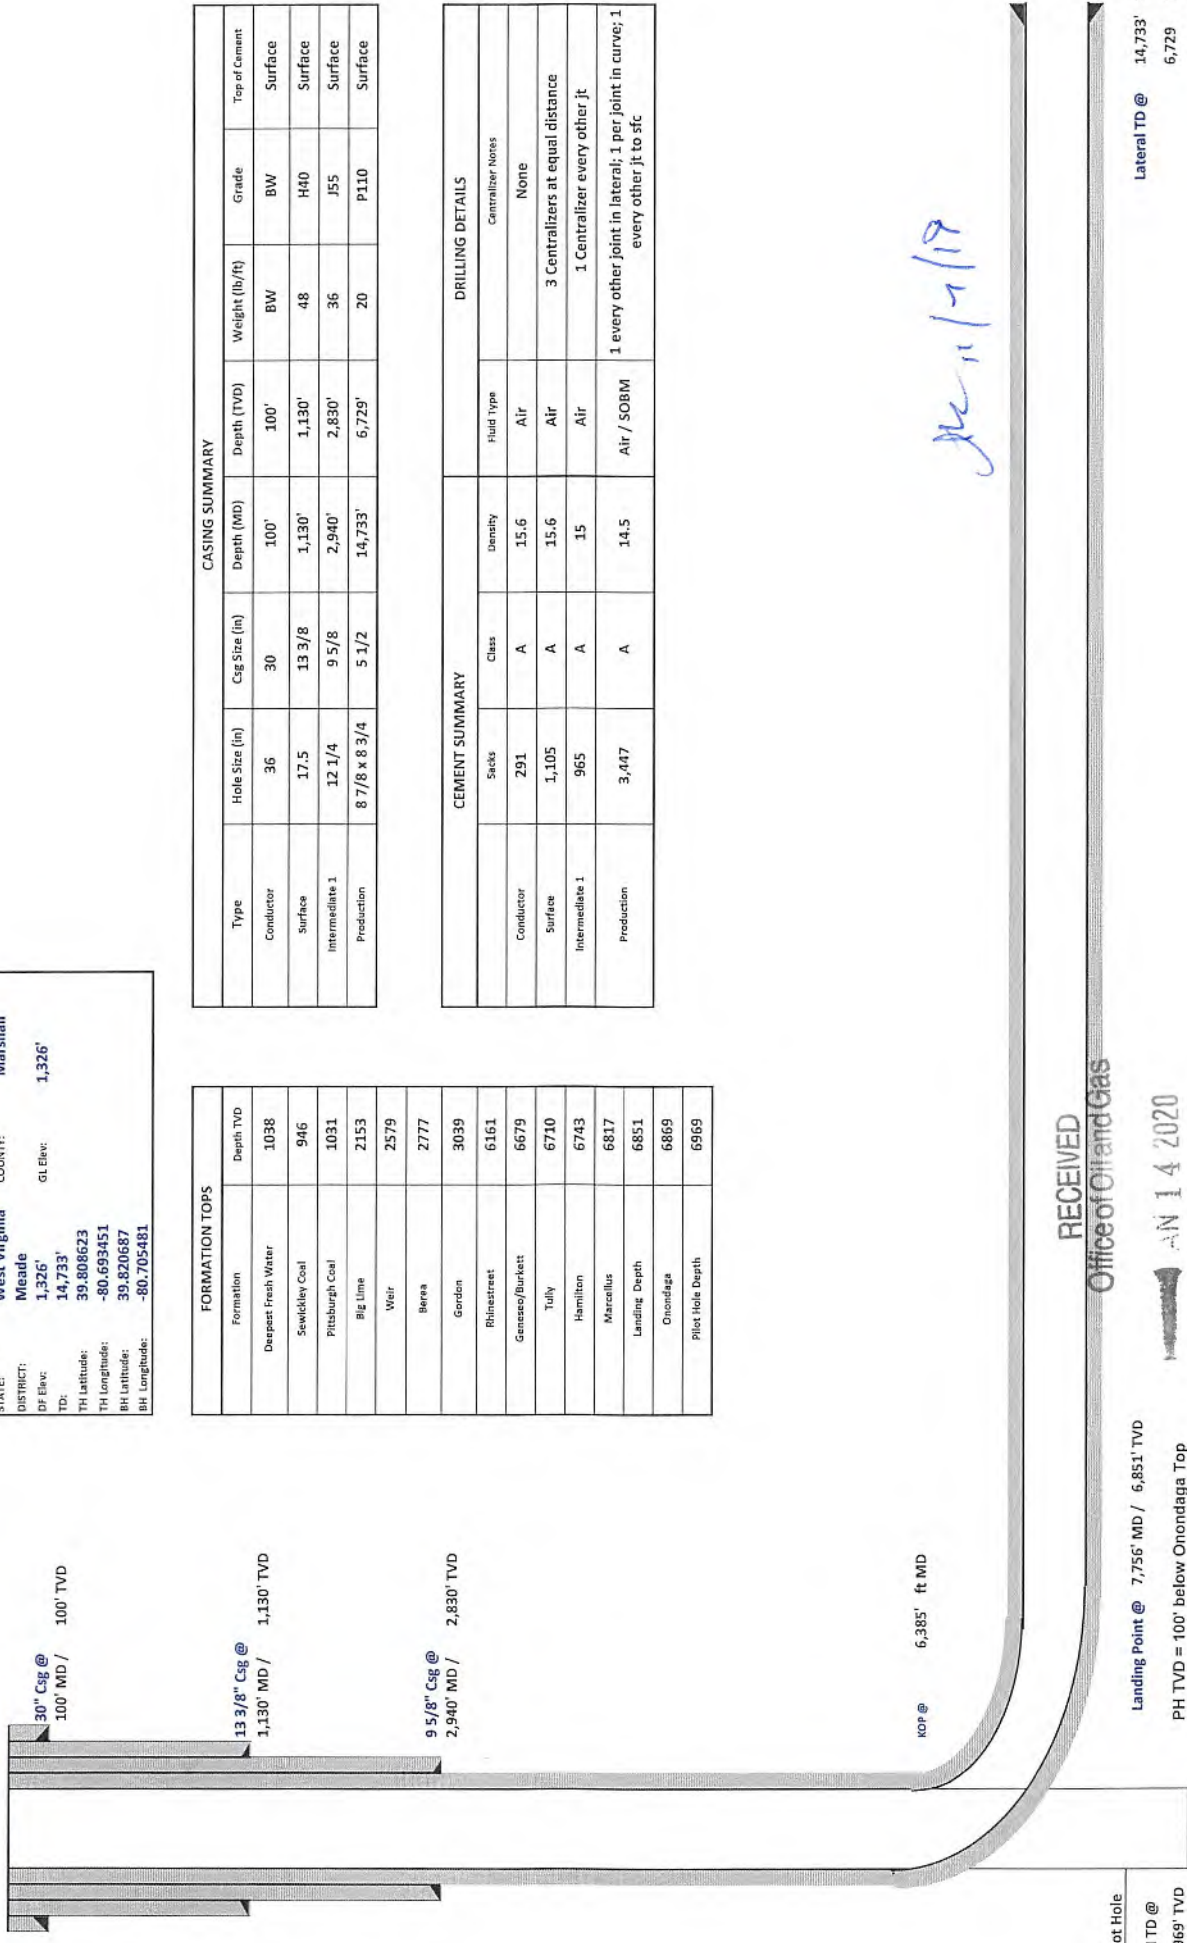 STATE: West Virginia COUNTY: Marshall
DISTRICT: Meade
DF Elev: 1,326' GL Elev: 1,326'
TD: 14,733'
TH Latitude: 39.808623
TH Longitude: -80.693451
BH Latitude: 39.820687
BH Longitude: -80.705481
FORMATION TOPS
Formation Depth TVD
Deepest Fresh Water 1038
Sewickley Coal 946
Pittsburgh Coal 1031
Big Lime 2153
Weir 2579
Berea 2777
Gordon 3039
Rhinestreet 6161
Geneseo/Burkett 6679
Tully 6710
Hamilton 6743
Marcellus 6817
Landing Depth 6851
Onondaga 6869
Pilot Hole Depth 6969
CASING SUMMARY
Type Hole Size (in) Csg Size (in) Depth (MD) Depth (TVD) Weight (lb/ft) Grade Top of Cement
Conductor 36 30 100' 100' BW BW Surface
Surface 17.5 13 3/8 1,130' 1,130' 48 H40 Surface
Intermediate 1 12 1/4 9 5/8 2,940' 2,830' 36 J55 Surface
Production 8 7/8 x 8 3/4 5 1/2 14,733' 6,729' 20 P110 Surface
CEMENT SUMMARY DRILLING DETAILS
Sacks Class Density Fluid Type Centralizer Notes
Conductor 291 A 15.6 Air None
Surface 1,105 A 15.6 Air 3 Centralizers at equal distance
Intermediate 1 965 A 15 Air 1 Centralizer every other jt
Production 3,447 A 14.5 Air / SOBM 1 every other joint in lateral; 1 per joint in curve; 1
every other jt to sfc
30" Csg @
100' MD / 100' TVD
13 3/8" Csg @
1,130' MD / 1,130' TVD
9 5/8" Csg @
2,940' MD / 2,830' TVD
KOP @ 6,385' ft MD
RECEIVED
Office of Oil and Gas
AN 14 2020
ot Hole
TD @
969' TVD
Landing Point @ 7,756' MD / 6,851' TVD
PH TVD = 100' below Onondaga Top
Lateral TD @ 14,733'
6,729